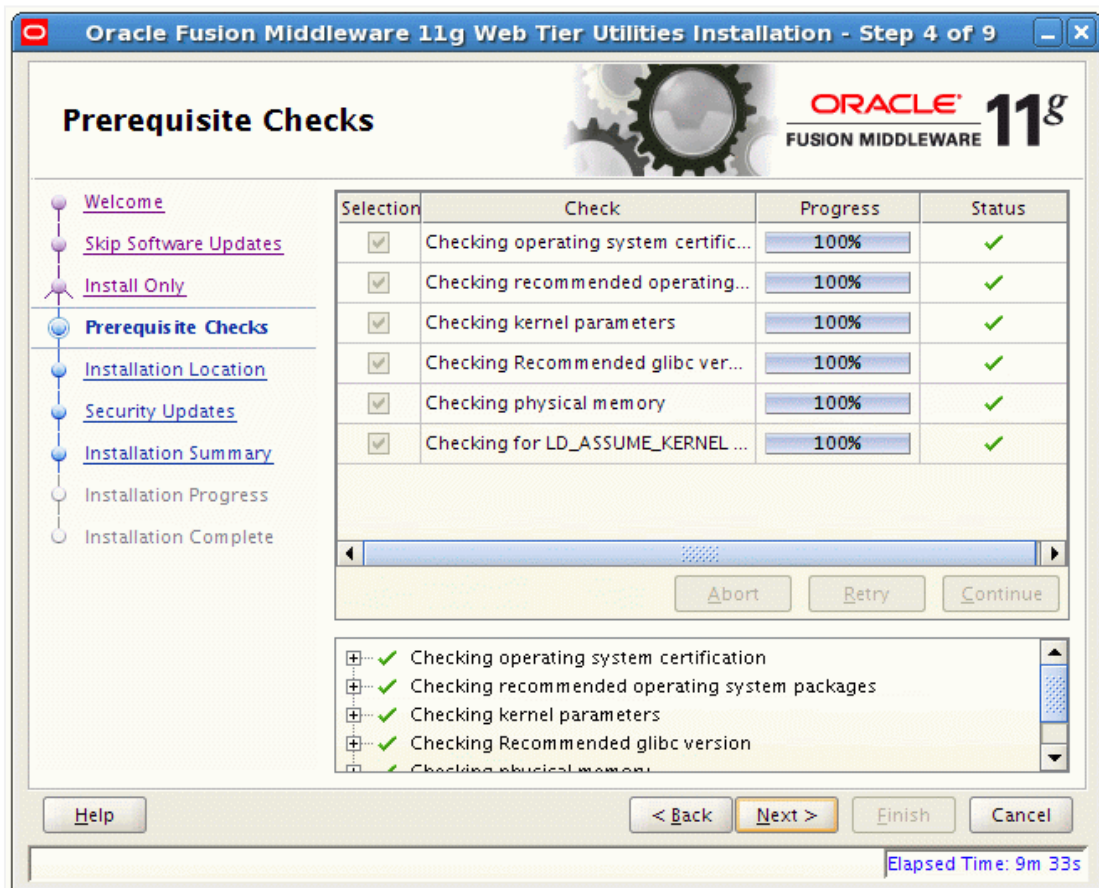 Oracle Fusion Middleware 11g Web Tier Utilities Installation - Step 4 of 9
Prerequisite Checks
ORACLE
FUSION MIDDLEWARE 11g
Welcome
Skip Software Updates
Install Only
Prerequisite Checks
Installation Location
Security Updates
Installation Summary
Installation Progress
Installation Complete
Selection Check Progress Status
Checking operating system certific... 100%
Checking recommended operating... 100%
Checking kernel parameters 100%
Checking Recommended glibc ver... 100%
Checking physical memory 100%
Checking for LD_ASSUME_KERNEL ... 100%
Abort Retry Continue
Checking operating system certification
Checking recommended operating system packages
Checking kernel parameters
Checking Recommended glibc version
Checking physical memory
Help < Back Next > Finish Cancel
Elapsed Time: 9m 33s